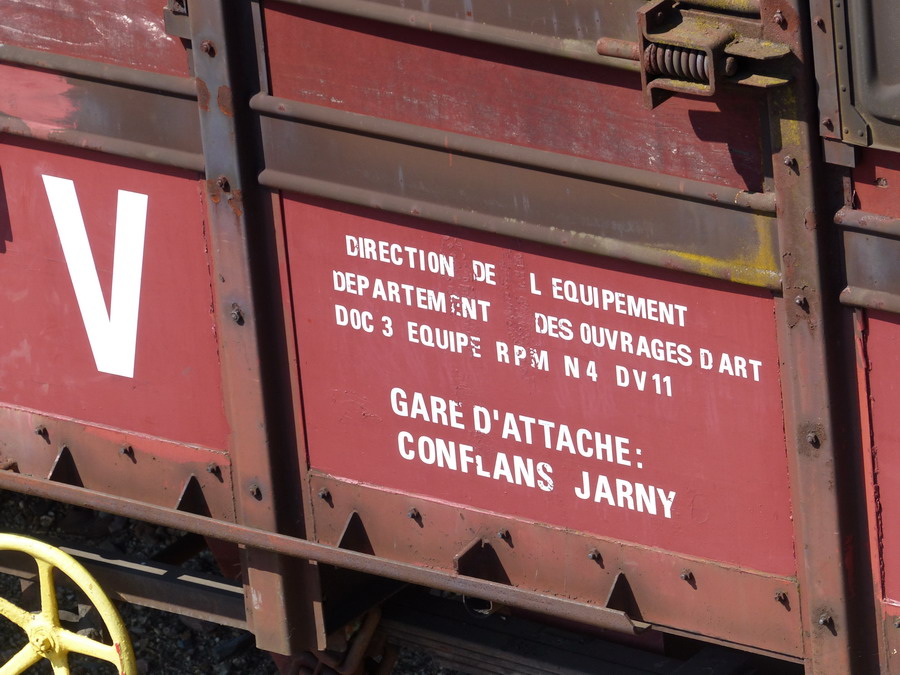 V
DIRECTION DE L EQUIPEMENT
DEPARTEMENT DES OUVRAGES D ART
DOC 3 EQUIPE RPM N4 DV11
GARE D'ATTACHE:
CONFLANS JARNY